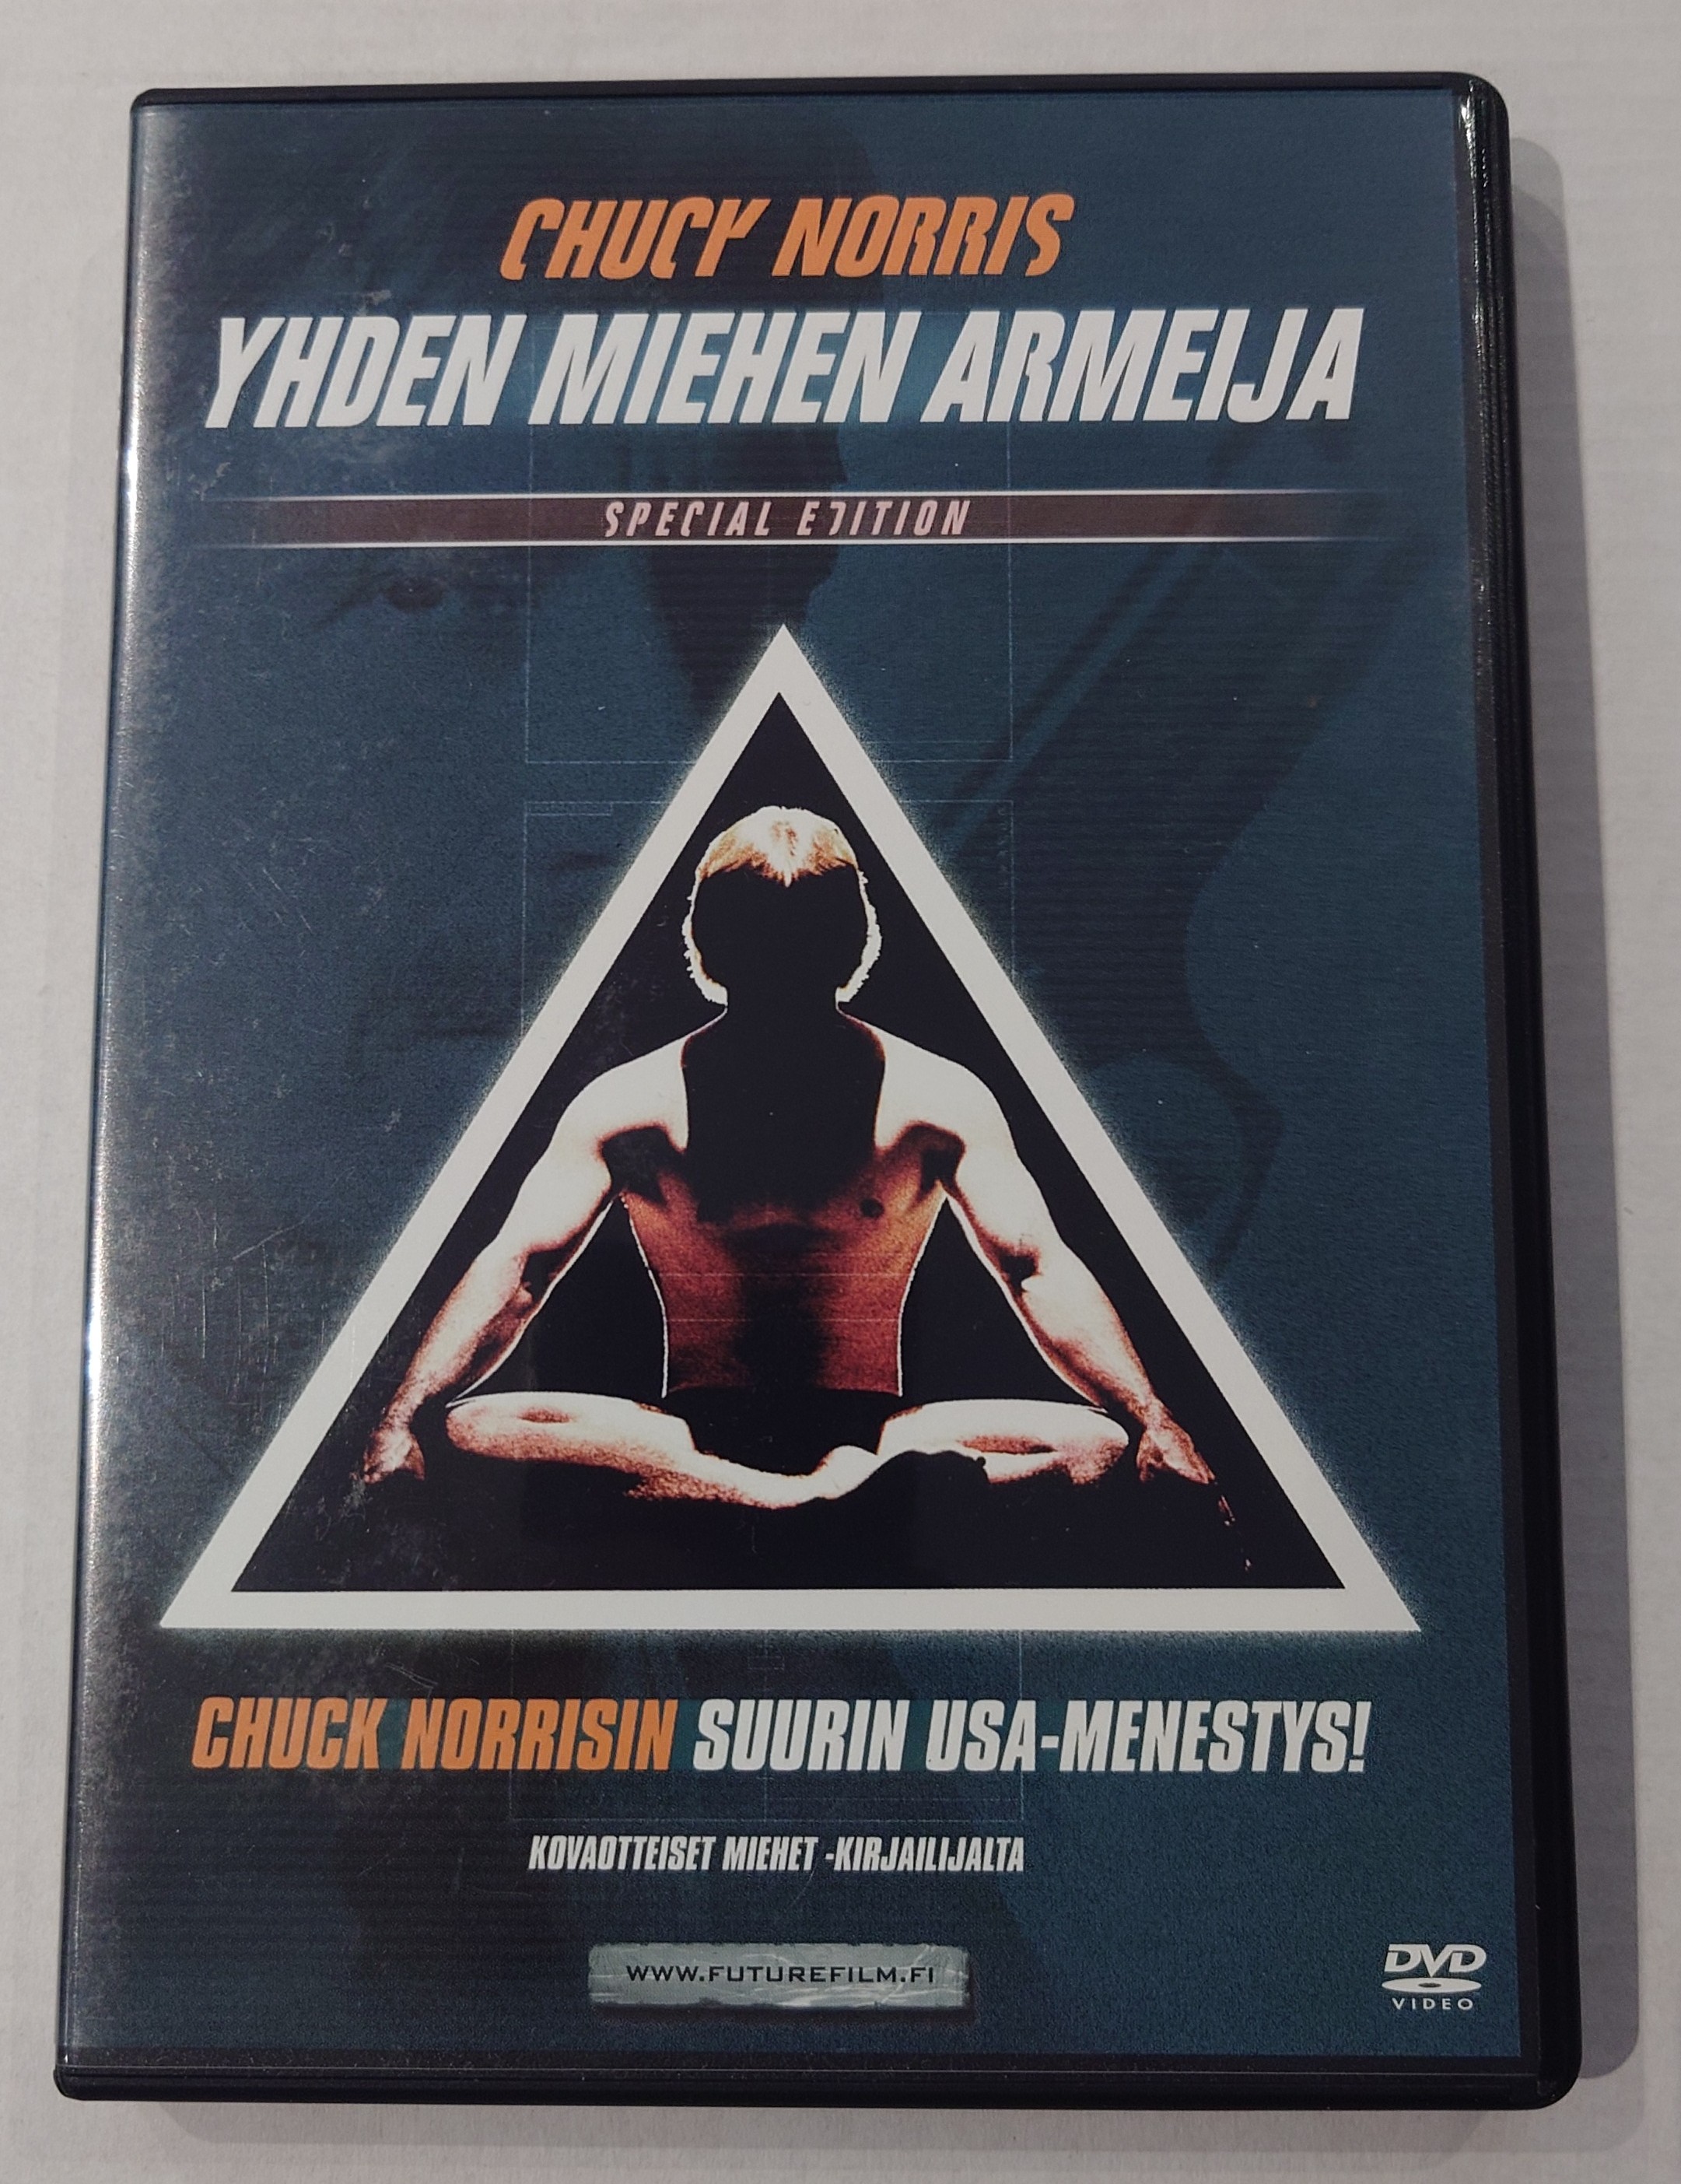 CHUCK NORRIS
YHDEN MIEHEN ARMEIJA
SPECIAL EDITION
CHUCK NORRISIN SUURIN USA-MENESTYS!
KOVAOTTEISET MIEHET -KIRJAILIJALTA
WWW.FUTUREFILM.FI
DVD
VIDEO